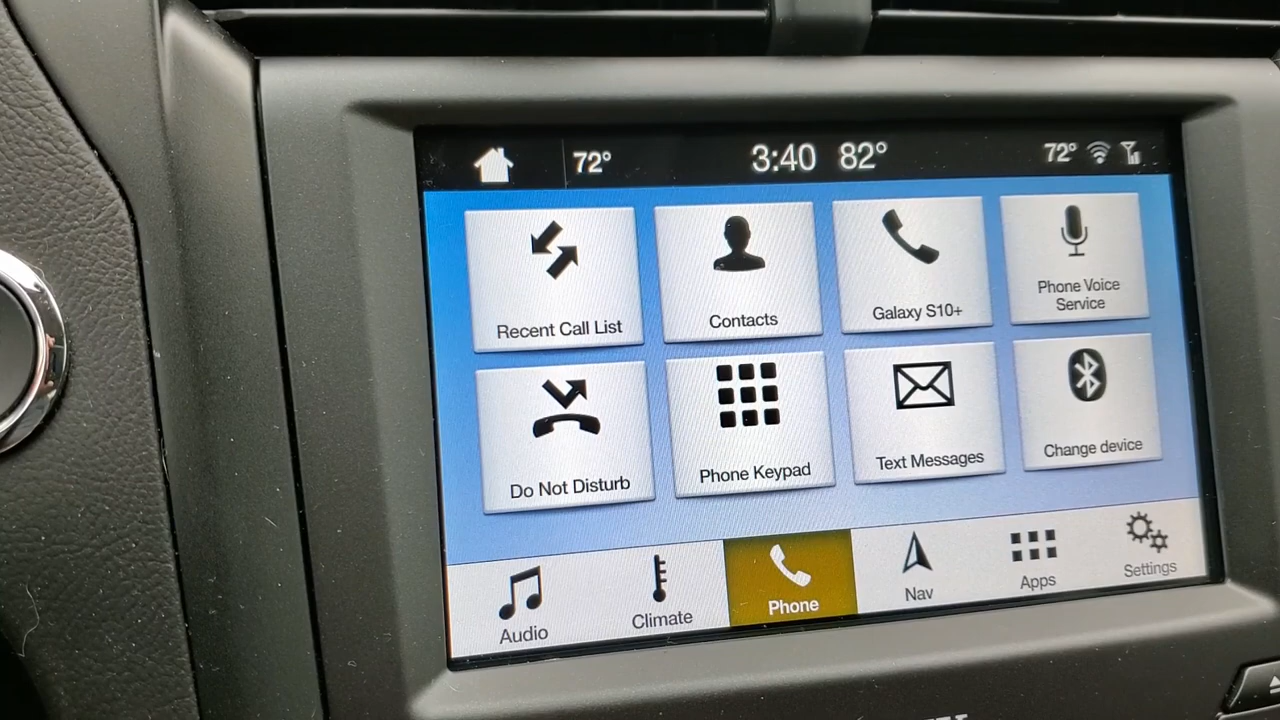 72° 3:40 82° 72°
Recent Call List
Contacts
Galaxy S10+
Phone Voice
Service
Do Not Disturb
Phone Keypad
Text Messages
Change device
Audio
Climate
Phone
Nav
Apps
Settings